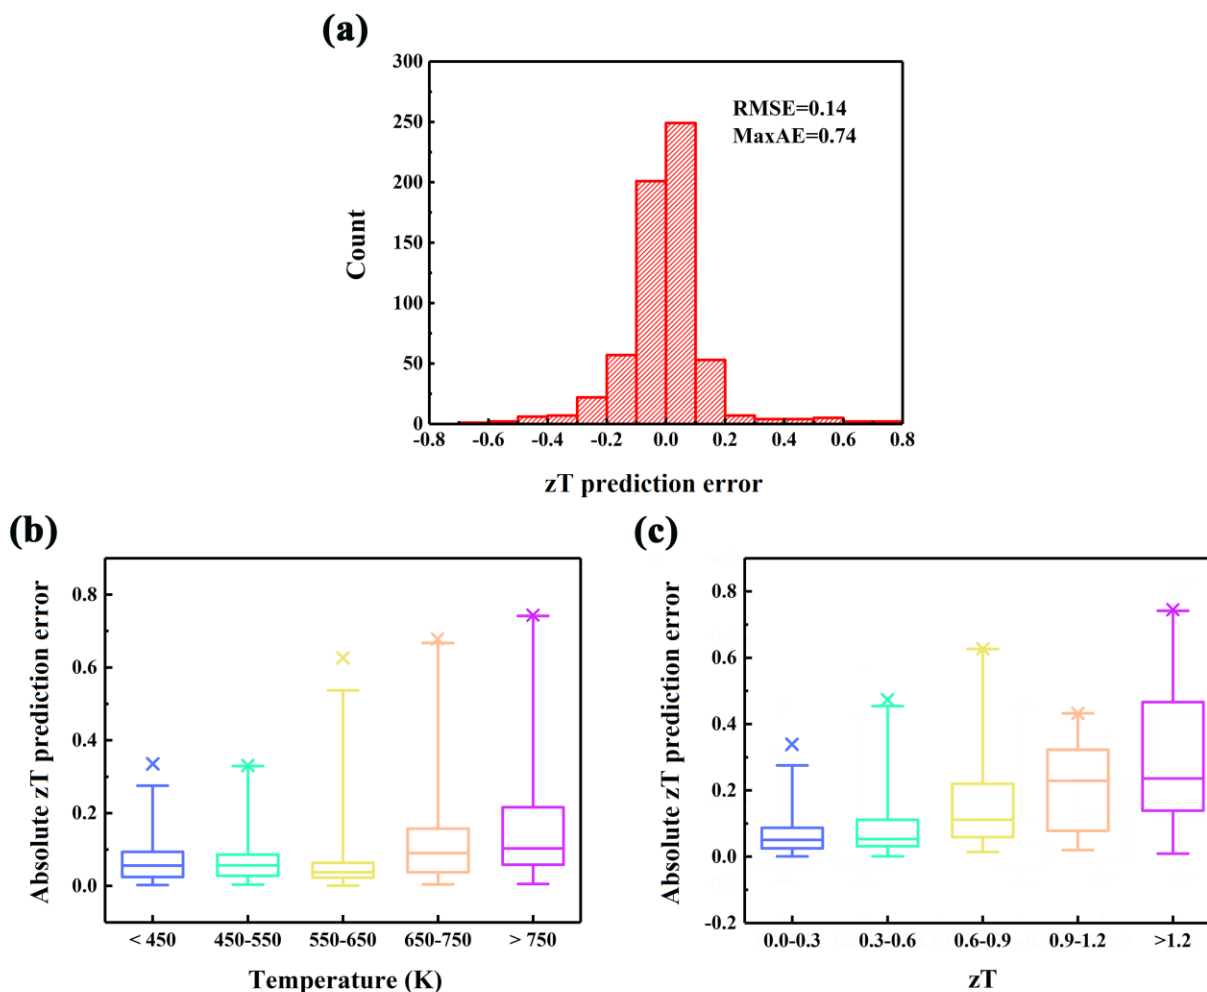 (a)
300
250
200
150
100
50
0
Count
RMSE=0.14
MaxAE=0.74
-0.8 -0.6 -0.4 -0.2 0.0 0.2 0.4 0.6 0.8
zT prediction error
(b)
0.8
0.6
0.4
0.2
0.0
Absolute zT prediction error
< 450 450-550 550-650 650-750 > 750
Temperature (K)
(c)
0.8
0.6
0.4
0.2
0.0
-0.2
Absolute zT prediction error
0.0-0.3 0.3-0.6 0.6-0.9 0.9-1.2 >1.2
zT